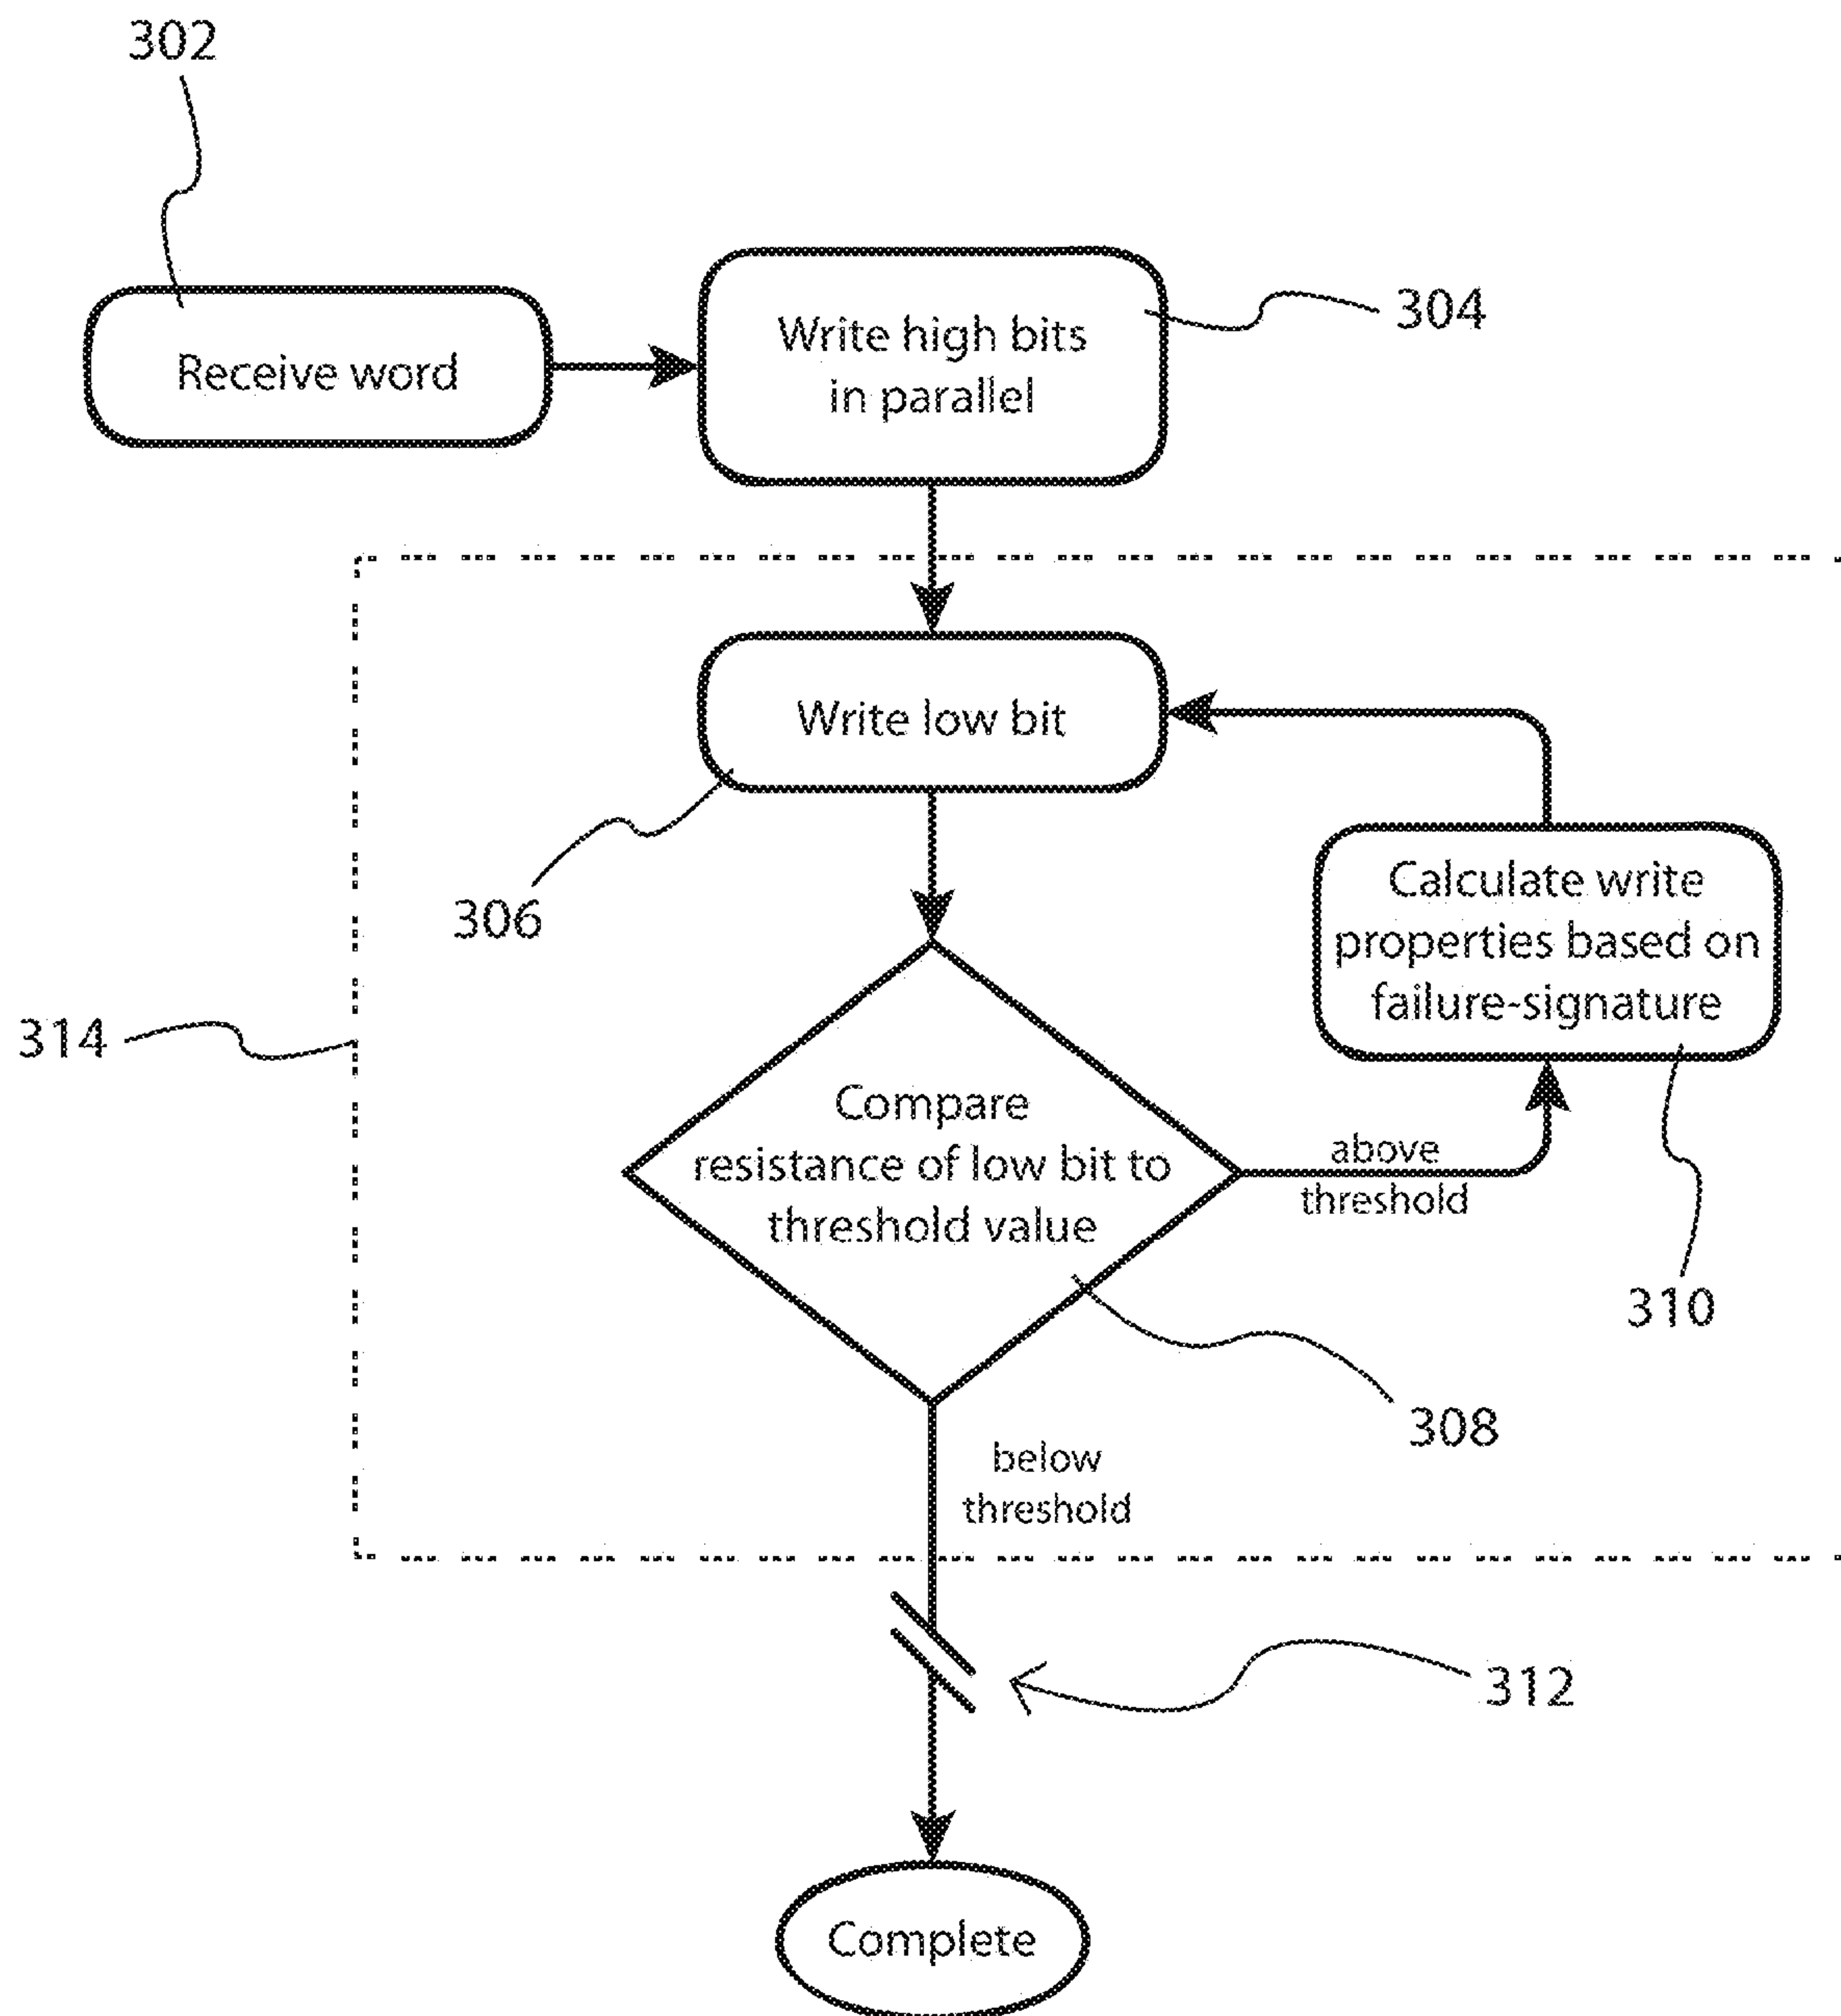 302
Receive word
Write high bits
in parallel
304
Write low bit
306
Calculate write
properties based on
failure-signature
314
Compare
resistance of low bit to
threshold value
above
threshold
310
308
below
threshold
312
Complete